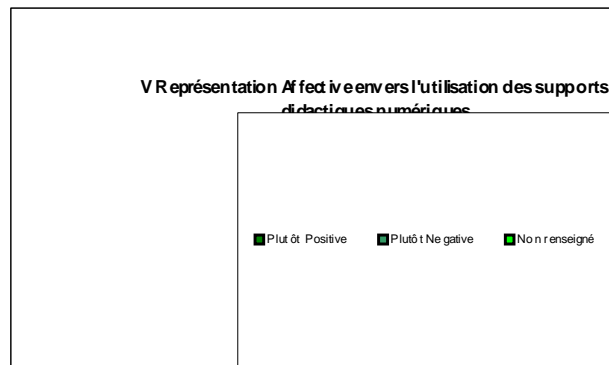 V Représentation Affective envers l'utilisation des supports
didactiques numériques
Plutôt Positive Plutôt Negative Non renseigné